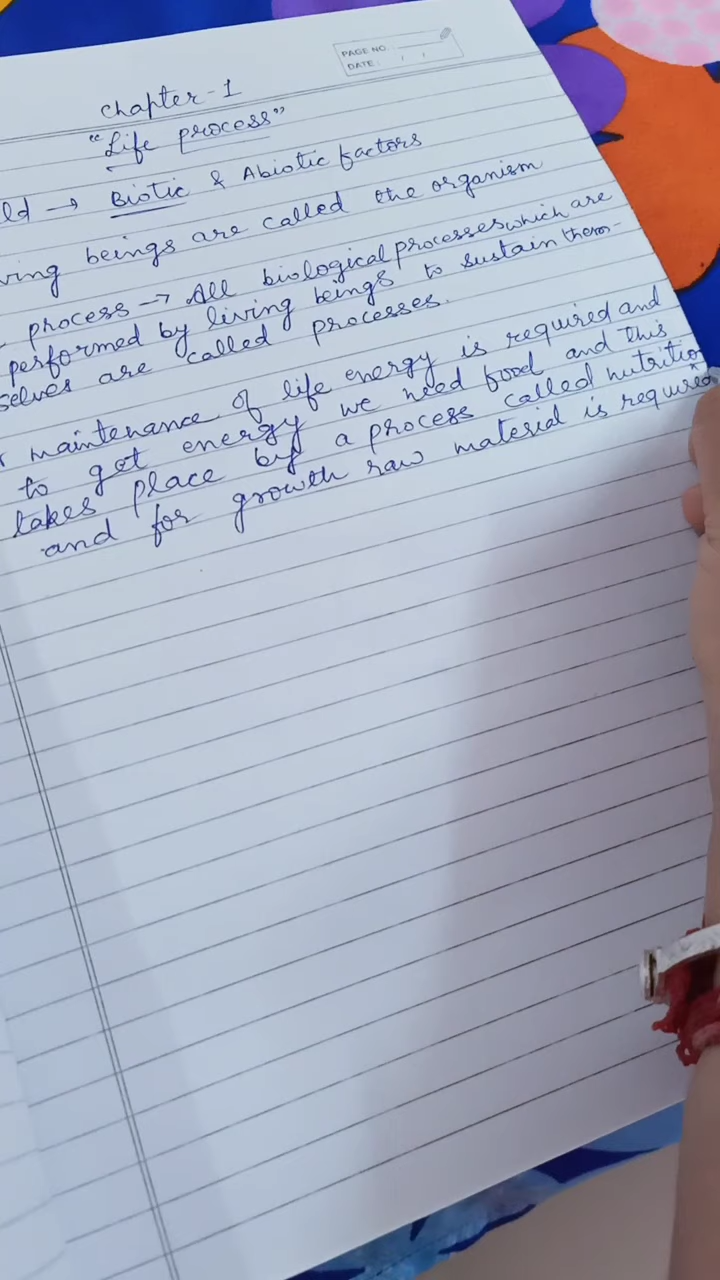 PAGE NO.
DATE: / /
Chapter-1
"Life process"
ld → Biotic & Abiotic factors
ving beings are called the organism
process → All biological processes which are
performed by living beings to sustain them-
selves are called processes.
r maintenance of life energy is required and
to get energy we need food and this
takes place by a process called nutrition
and for growth raw material is required